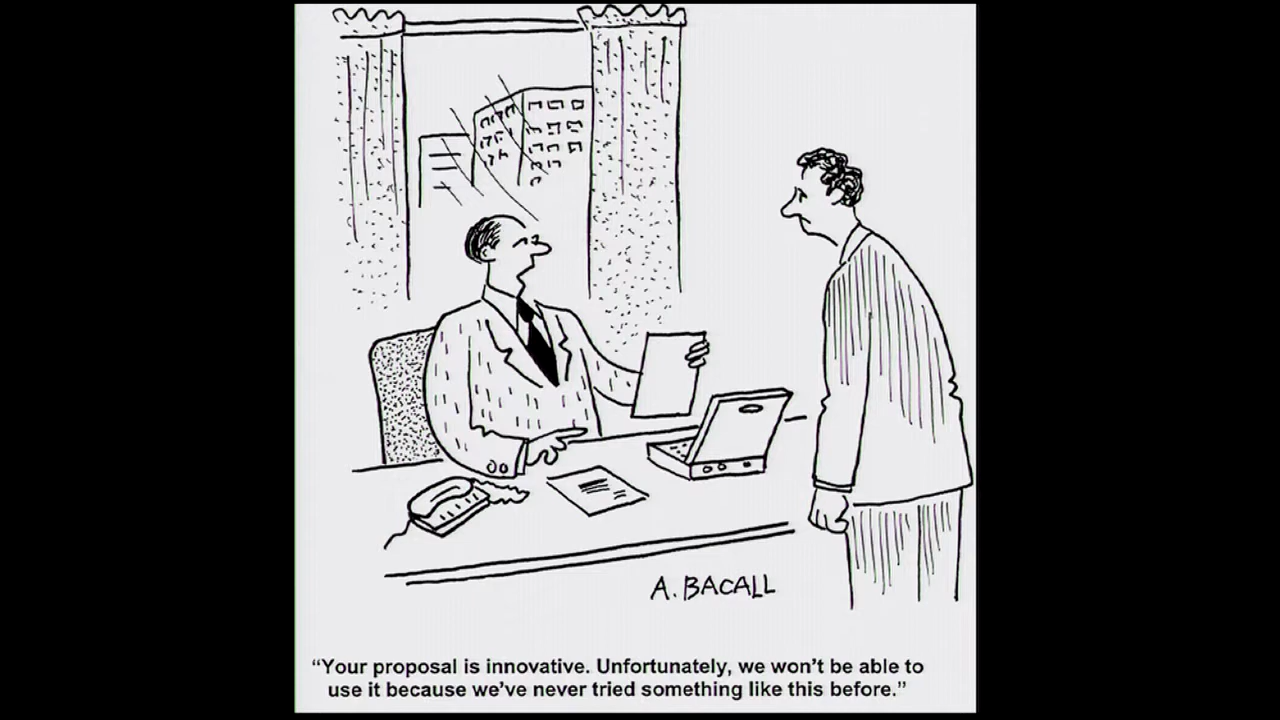 A. BACALL
“Your proposal is innovative. Unfortunately, we won’t be able to
use it because we’ve never tried something like this before.”